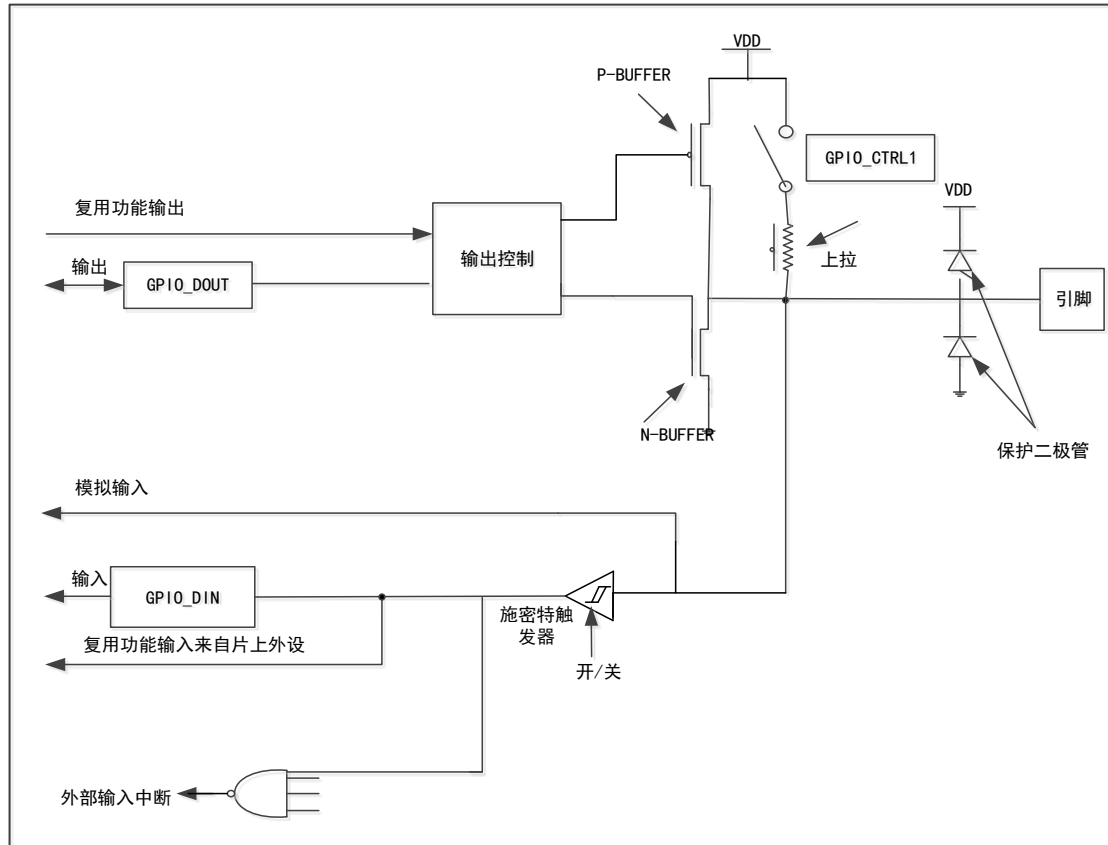 VDD
P-BUFFER
GPIO_CTRL1
VDD
复用功能输出
输出控制
上拉
输出
GPIO_DOUT
引脚
N-BUFFER
保护二极管
模拟输入
输入
GPIO_DIN
施密特触
发器
复用功能输入来自片上外设
开/关
外部输入中断